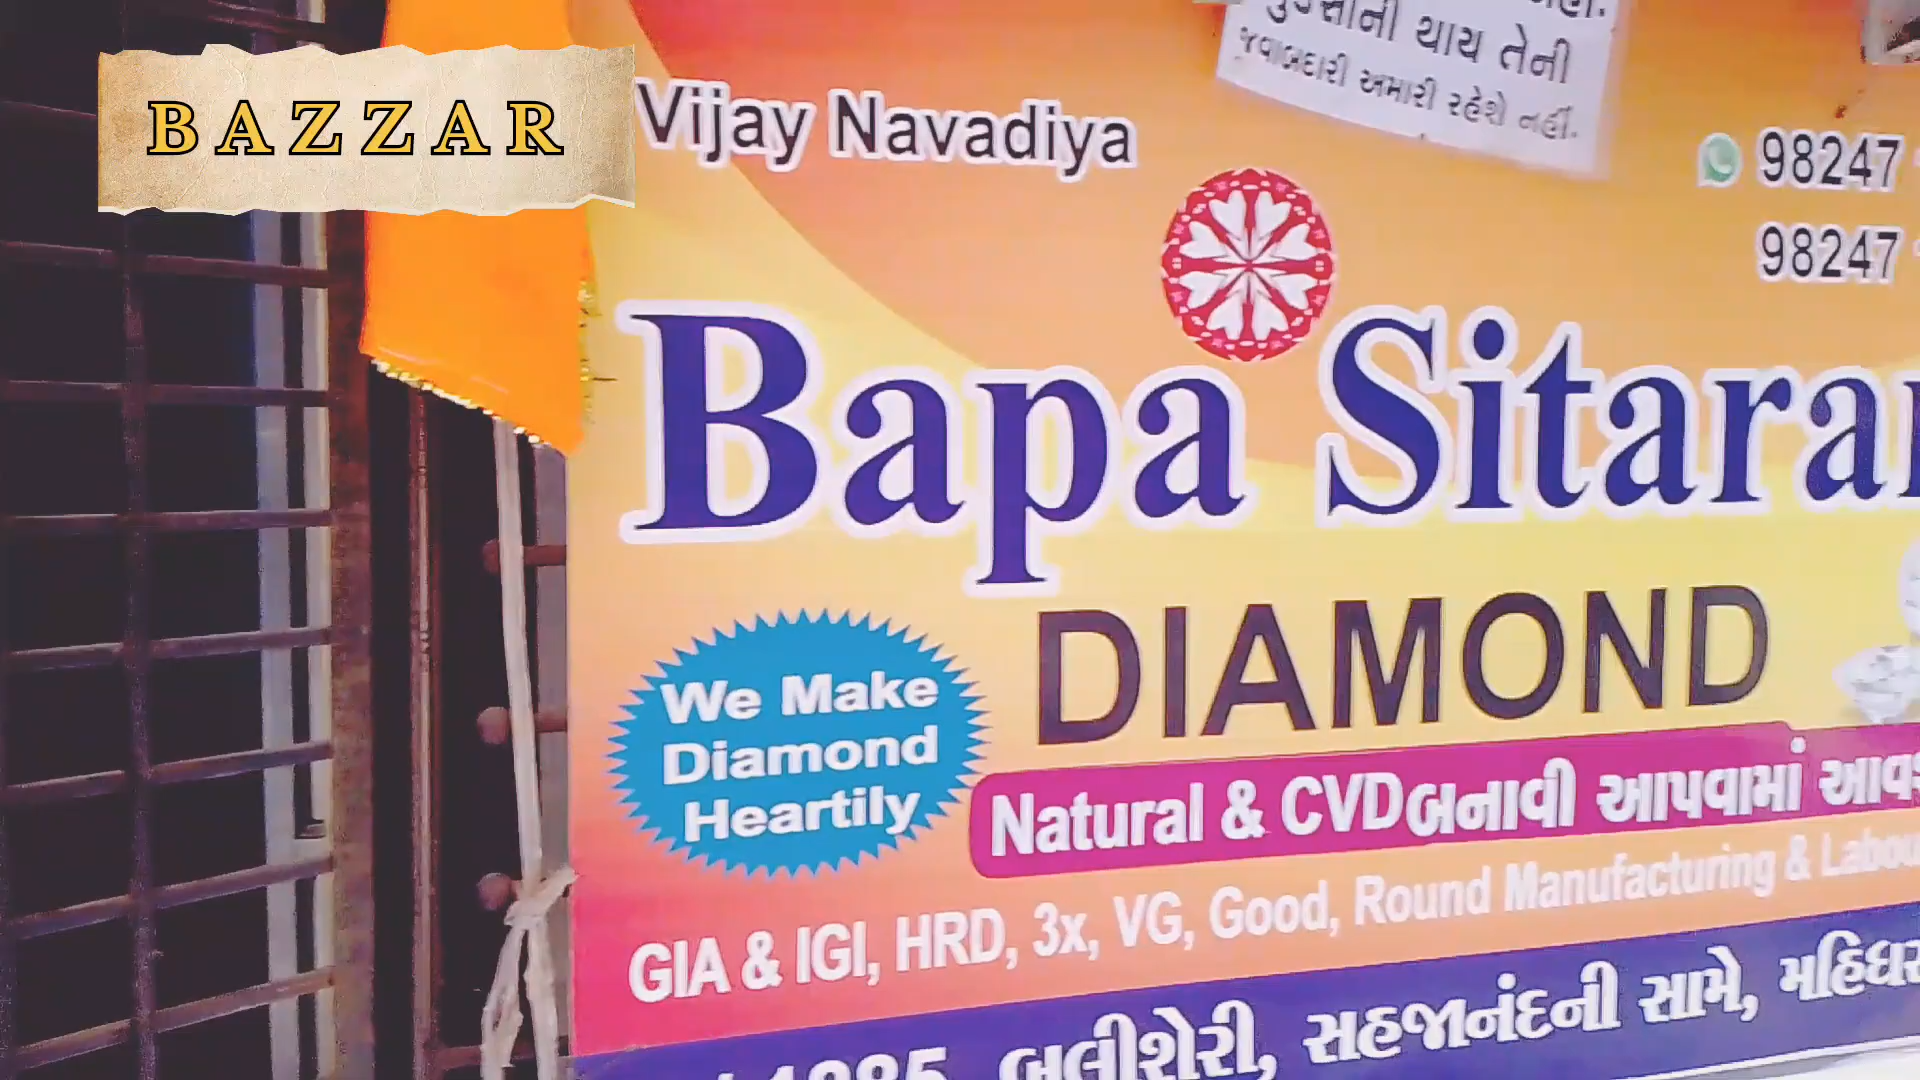 BAZZAR
થાય તેની
જવાબદારી અમારી રહેશે નહીં.
Vijay Navadiya
98247
98247
Bapa Sitara
DIAMOND
We Make
Diamond
Heartily
Natural & CVD બનાવી આપવામાં
GIA & IGI, HRD, 3x, VG, Good, Round Manufacturing &
બલીશેરી, સહજાનંદની સામે,